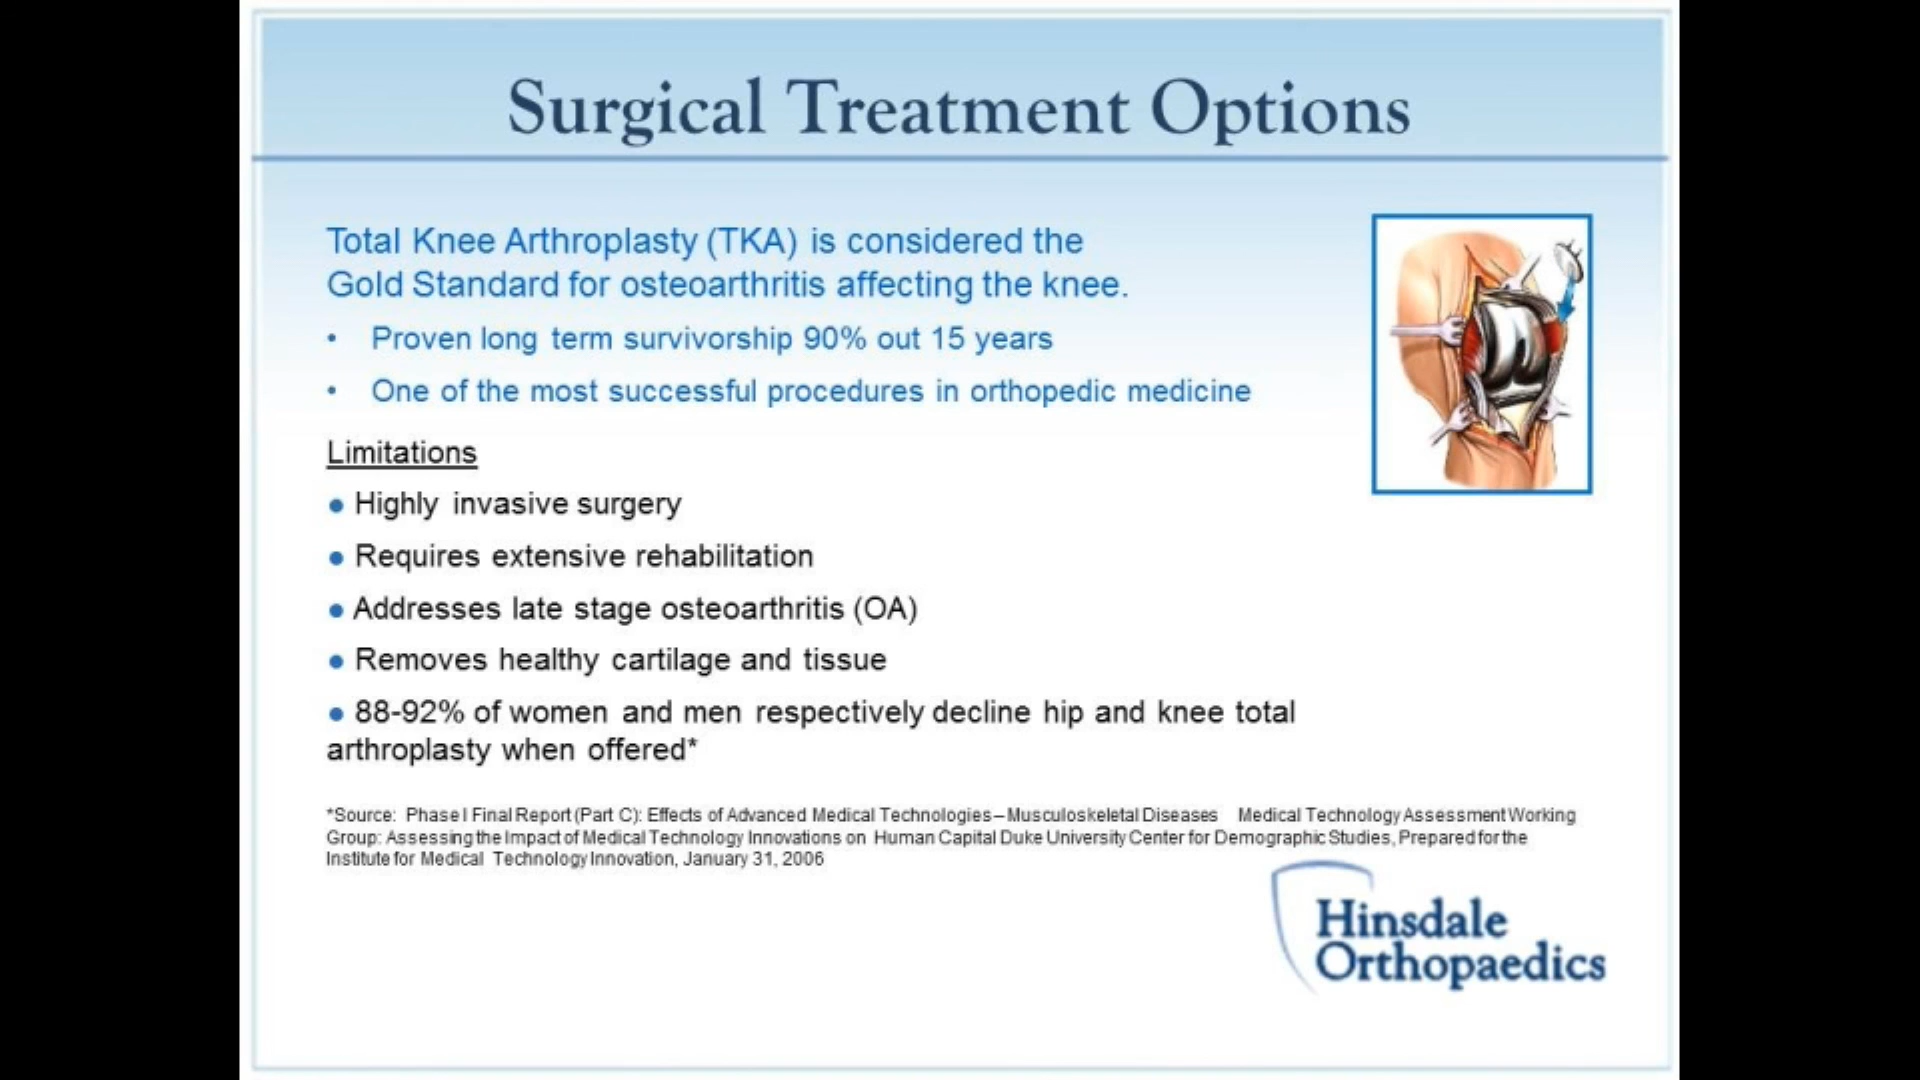 Surgical Treatment Options
Total Knee Arthroplasty (TKA) is considered the
Gold Standard for osteoarthritis affecting the knee.
• Proven long term survivorship 90% out 15 years
• One of the most successful procedures in orthopedic medicine
Limitations
● Highly invasive surgery
● Requires extensive rehabilitation
● Addresses late stage osteoarthritis (OA)
● Removes healthy cartilage and tissue
● 88-92% of women and men respectively decline hip and knee total
arthroplasty when offered*
*Source: Phase I Final Report (Part C): Effects of Advanced Medical Technologies – Musculoskeletal Diseases Medical Technology Assessment Working
Group: Assessing the Impact of Medical Technology Innovations on Human Capital Duke University Center for Demographic Studies, Prepared for the
Institute for Medical Technology Innovation, January 31, 2006
Hinsdale
Orthopaedics